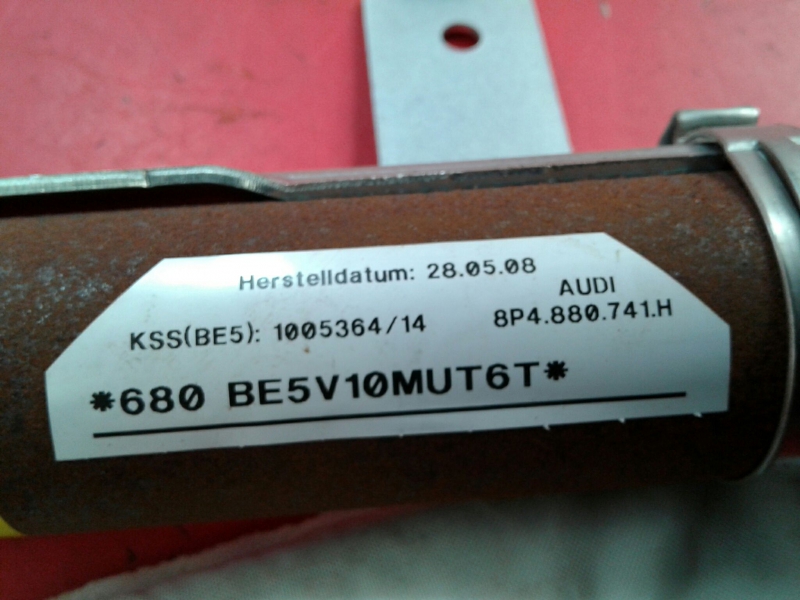 Herstelldatum: 28.05.08
AUDI
KSS(BE5): 1005364/14
8P4.880.741.H
*680 BE5V10MUT6T*